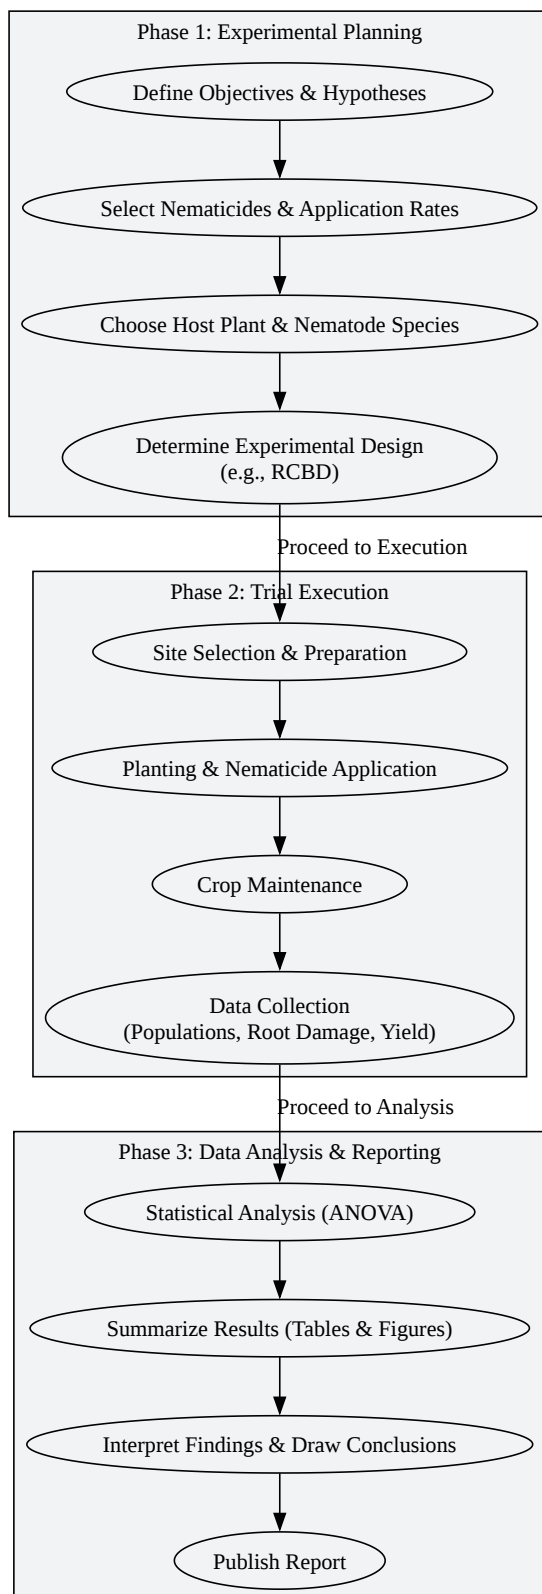 Phase 1: Experimental Planning
Define Objectives & Hypotheses
Select Nematicides & Application Rates
Choose Host Plant & Nematode Species
Determine Experimental Design
(e.g., RCBD)
Proceed to Execution
Phase 2: Trial Execution
Site Selection & Preparation
Planting & Nematicide Application
Crop Maintenance
Data Collection
(Populations, Root Damage, Yield)
Proceed to Analysis
Phase 3: Data Analysis & Reporting
Statistical Analysis (ANOVA)
Summarize Results (Tables & Figures)
Interpret Findings & Draw Conclusions
Publish Report